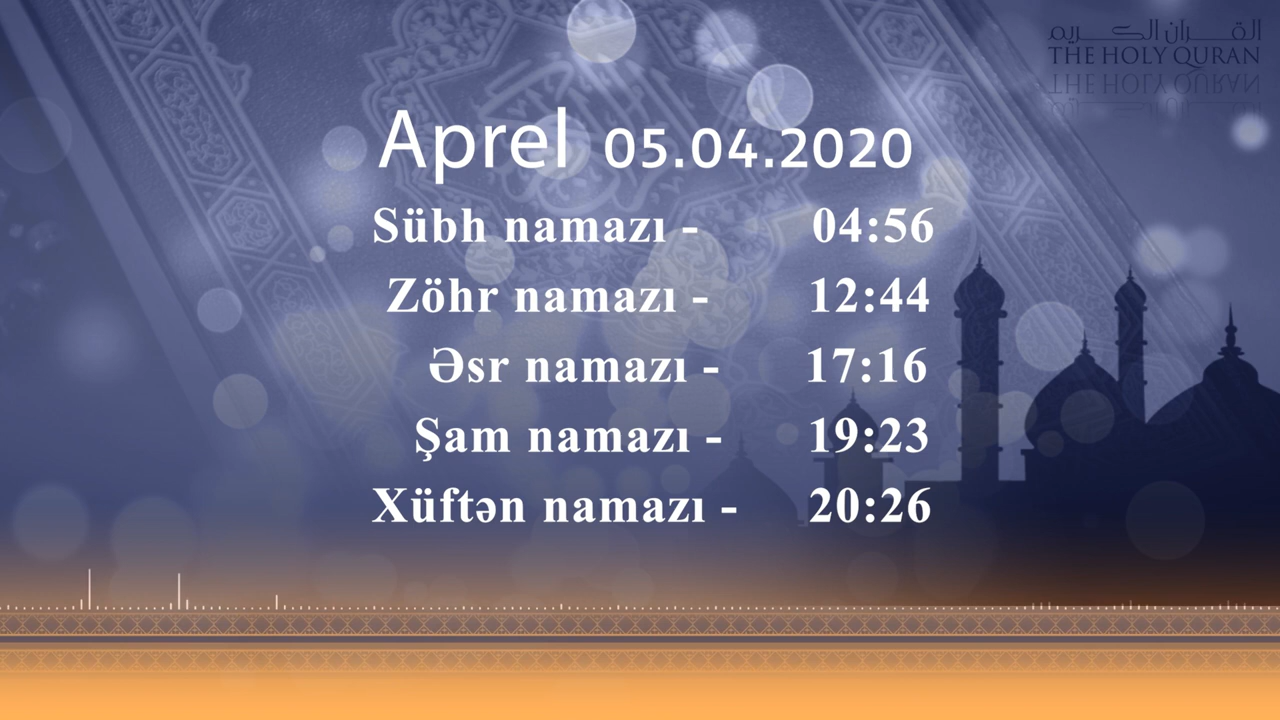 القرآن الكريم
THE HOLY QURAN
Aprel 05.04.2020
Sübh namazı - 04:56
Zöhr namazı - 12:44
Əsr namazı - 17:16
Şam namazı - 19:23
Xüftən namazı - 20:26